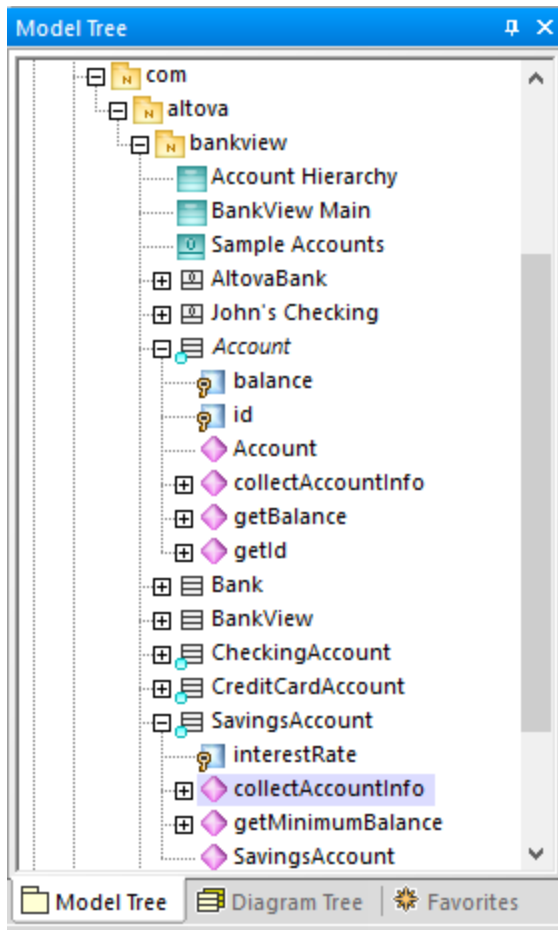 Model Tree
com
altova
bankview
Account Hierarchy
BankView Main
Sample Accounts
AltovaBank
John's Checking
Account
balance
id
Account
collectAccountInfo
getBalance
getId
Bank
BankView
CheckingAccount
CreditCardAccount
SavingsAccount
interestRate
collectAccountInfo
getMinimumBalance
SavingsAccount
Model Tree Diagram Tree Favorites